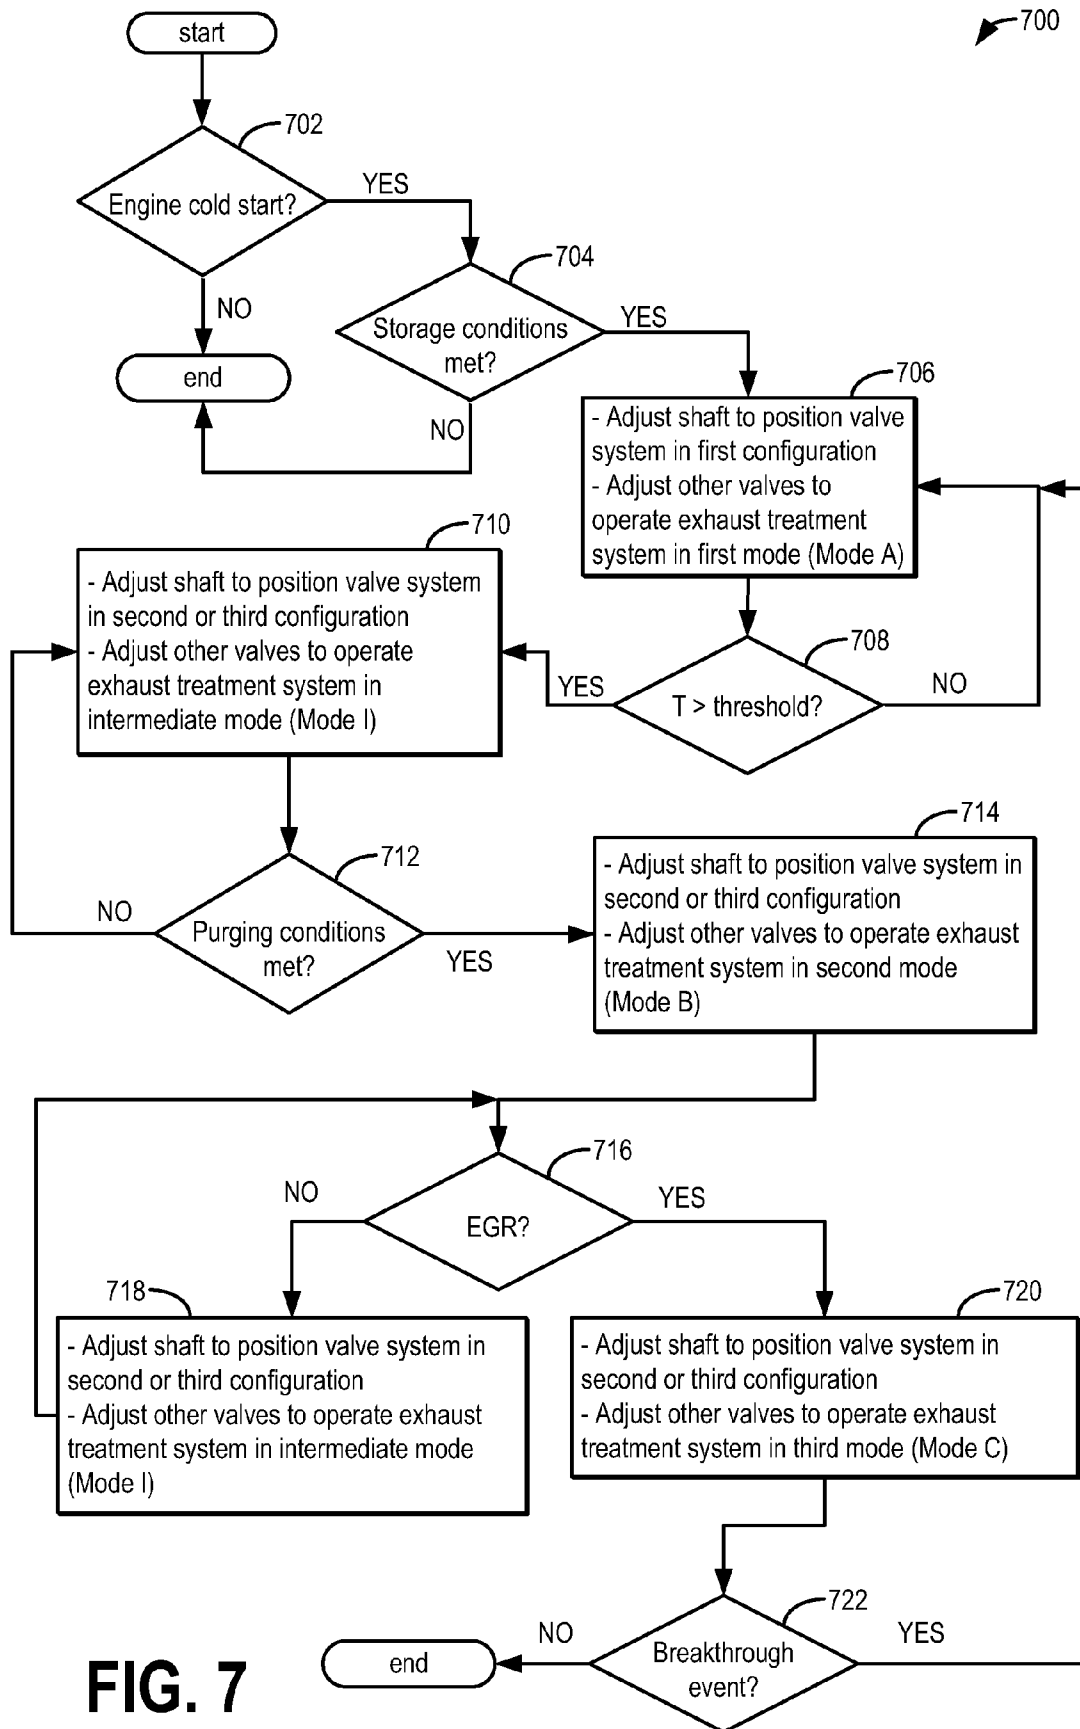 start
700
702
Engine cold start?
YES
NO
704
Storage conditions
met?
YES
end
NO
706
- Adjust shaft to position valve
system in first configuration
- Adjust other valves to
operate exhaust treatment
system in first mode (Mode A)
710
- Adjust shaft to position valve system
in second or third configuration
- Adjust other valves to operate
exhaust treatment system in
intermediate mode (Mode I)
708
YES
T > threshold?
NO
712
NO
Purging conditions
met?
YES
714
- Adjust shaft to position valve system in
second or third configuration
- Adjust other valves to operate exhaust
treatment system in second mode
(Mode B)
716
NO
EGR?
YES
718
- Adjust shaft to position valve system in
second or third configuration
- Adjust other valves to operate exhaust
treatment system in intermediate mode
(Mode I)
720
- Adjust shaft to position valve system in
second or third configuration
- Adjust other valves to operate exhaust
treatment system in third mode (Mode C)
722
NO
Breakthrough
event?
YES
end
FIG. 7